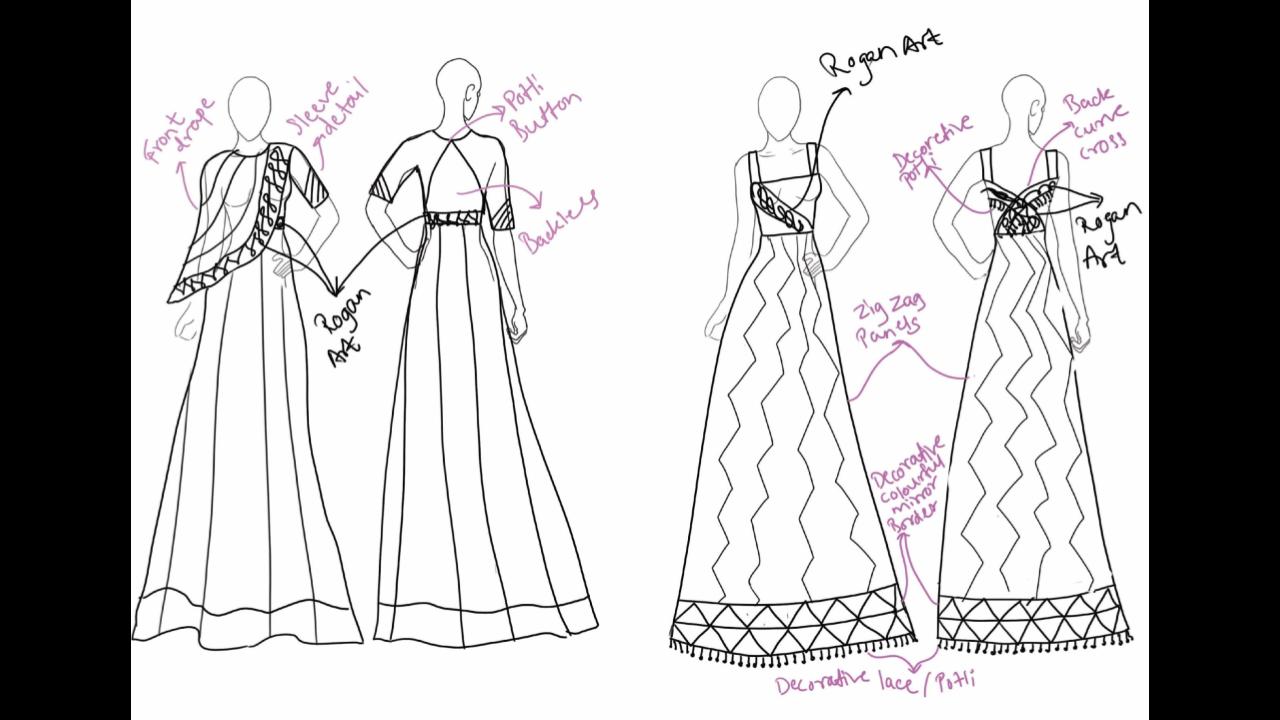 Front
drape
Sleeve
detail
Potli
Button
Backless
Rogan
Art
Rogan Art
Decoretive
potli
Back
curve
cross
Rogan
Art
Zig Zag
Panels
Decorative
colourful
mirror
Border
Decorative lace / Potli